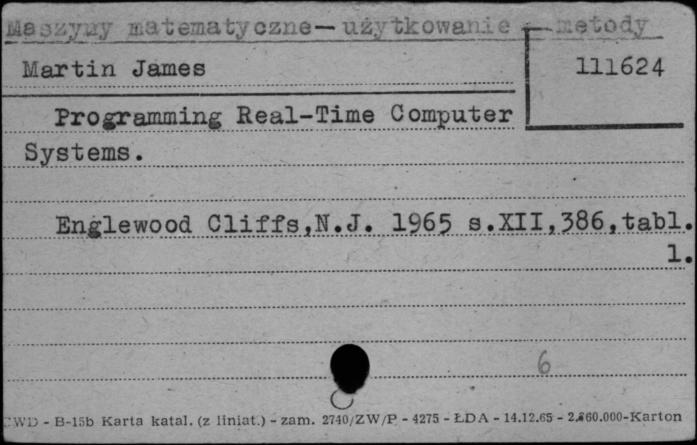 Maszyny matematyczne — użytkowanie - metody
Martin James
111624
Programming Real-Time Computer
Systems.
Englewood Cliffs,N.J. 1965 s.XII,386,tabl.
1.
6
CWD - B-15b Karta katal. (z liniat.) - zam. 2740/ZW/P - 4275 - ŁDA - 14.12.65 - 2.860.000-Karton